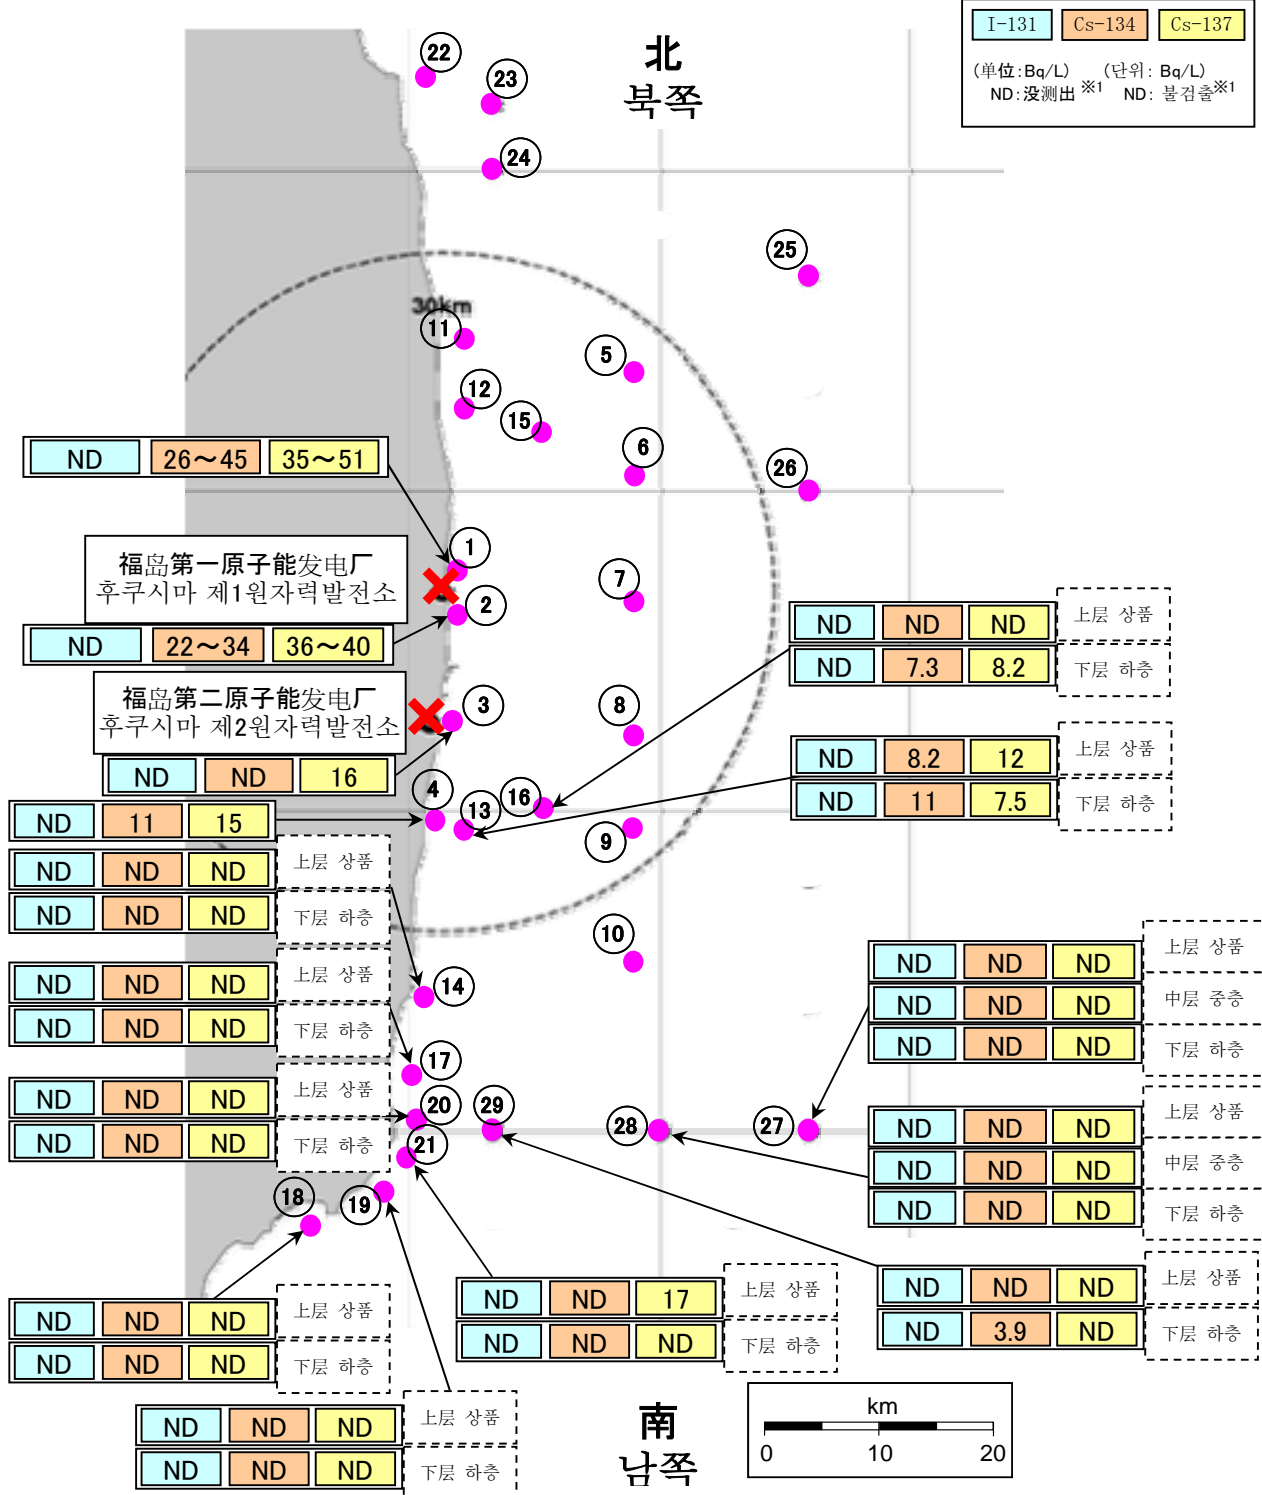 I-131 Cs-134 Cs-137
(单位:Bq/L) (단위: Bq/L)
ND:没测出※1 ND: 불검출※1
北
북쪽
22
23
24
25
30km
11
5
12
15
6
26
ND 26～45 35～51
福岛第一原子能发电厂
후쿠시마 제1원자력발전소
1
2
7
ND 22～34 36～40
福岛第二原子能发电厂
후쿠시마 제2원자력발전소
3
8
ND ND ND 上层 상품
ND 7.3 8.2 下层 하층
ND ND 16
4
13
16
9
ND 8.2 12 上层 상품
ND 11 7.5 下层 하층
ND 11 15
ND ND ND 上层 상품
ND ND ND 下层 하층
10
14
ND ND ND 上层 상품
ND ND ND 下层 하층
17
ND ND ND 上层 상품
ND ND ND 中层 중층
ND ND ND 下层 하층
ND ND ND 上层 상품
ND ND ND 下层 하층
20
29
28
27
21
18
19
ND ND ND 上层 상품
ND ND ND 中层 중층
ND ND ND 下层 하층
ND ND ND 上层 상품
ND ND ND 下层 하층
ND ND 17 上层 상품
ND ND ND 下层 하층
ND ND ND 上层 상품
ND 3.9 ND 下层 하층
ND ND ND 上层 상품
ND ND ND 下层 하층
南
남쪽
km
0 10 20